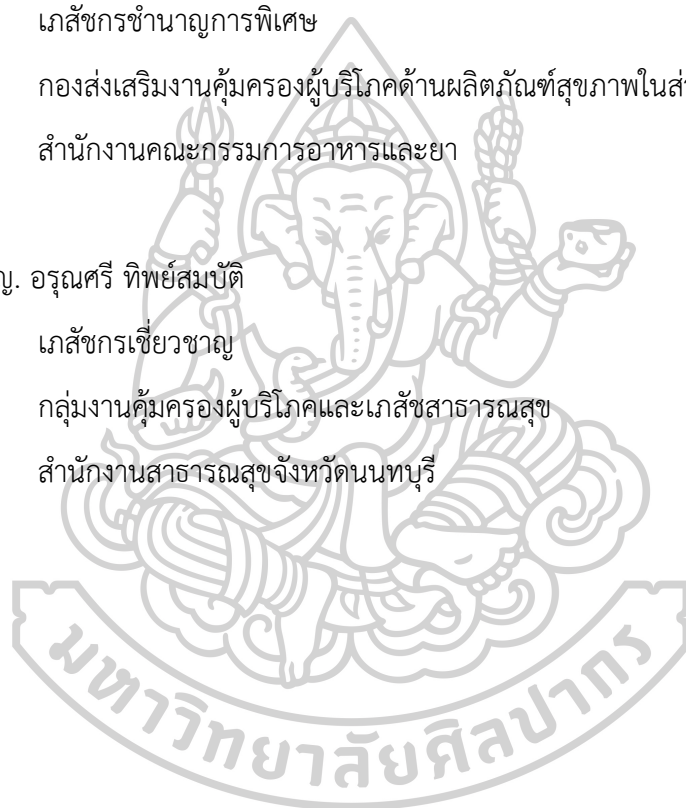 เภสัชกรชำนาญการพิเศษ
กองส่งเสริมงานคุ้มครองผู้บริโภคด้านผลิตภัณฑ์สุขภาพในส่
สำนักงานคณะกรรมการอาหารและยา
ญ. อรุณศรี ทิพย์สมบัติ
เภสัชกรเชี่ยวชาญ
กลุ่มงานคุ้มครองผู้บริโภคและเภสัชสาธารณสุข
สำนักงานสาธารณสุขจังหวัดนนทบุรี
มหาวิทยาลัยศิลปากร